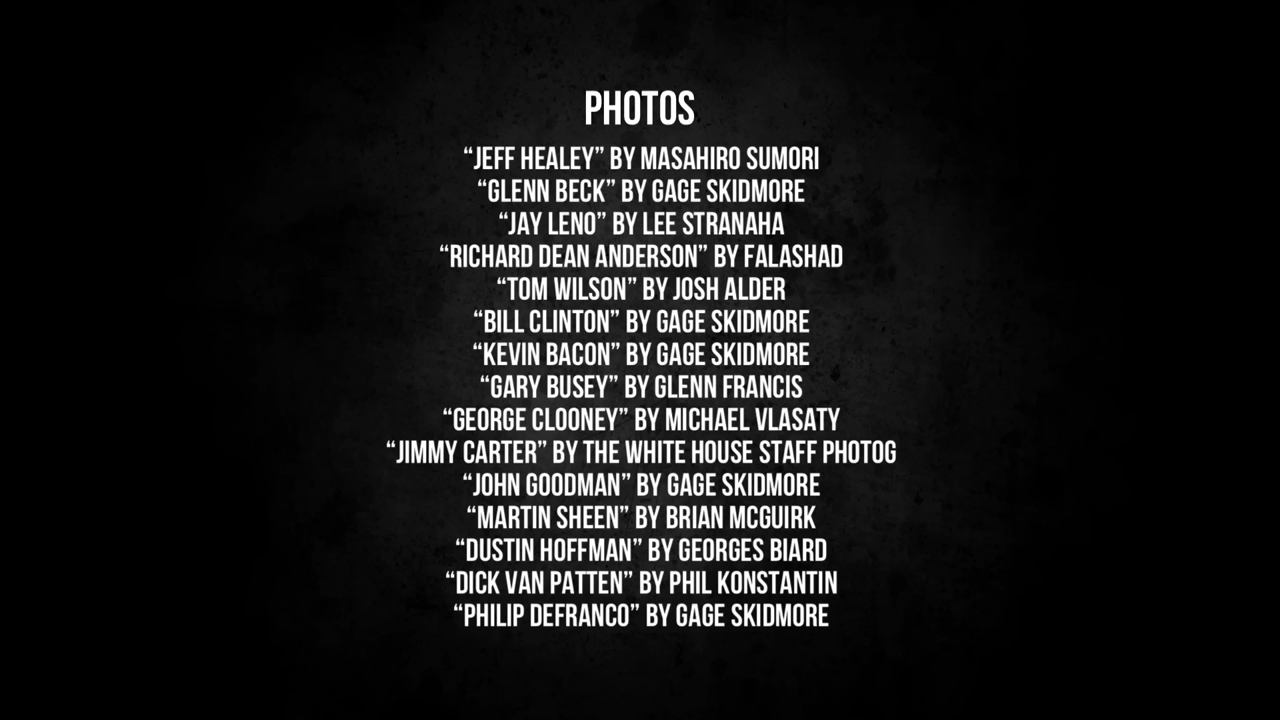 PHOTOS
“JEFF HEALEY” BY MASAHIRO SUMORI
“GLENN BECK” BY GAGE SKIDMORE
“JAY LENO” BY LEE STRANAHA
“RICHARD DEAN ANDERSON” BY FALASHAD
“TOM WILSON” BY JOSH ALDER
“BILL CLINTON” BY GAGE SKIDMORE
“KEVIN BACON” BY GAGE SKIDMORE
“GARY BUSEY” BY GLENN FRANCIS
“GEORGE CLOONEY” BY MICHAEL VLASATY
“JIMMY CARTER” BY THE WHITE HOUSE STAFF PHOTOG
“JOHN GOODMAN” BY GAGE SKIDMORE
“MARTIN SHEEN” BY BRIAN MCGUIRK
“DUSTIN HOFFMAN” BY GEORGES BIARD
“DICK VAN PATTEN” BY PHIL KONSTANTIN
“PHILIP DEFRANCO” BY GAGE SKIDMORE